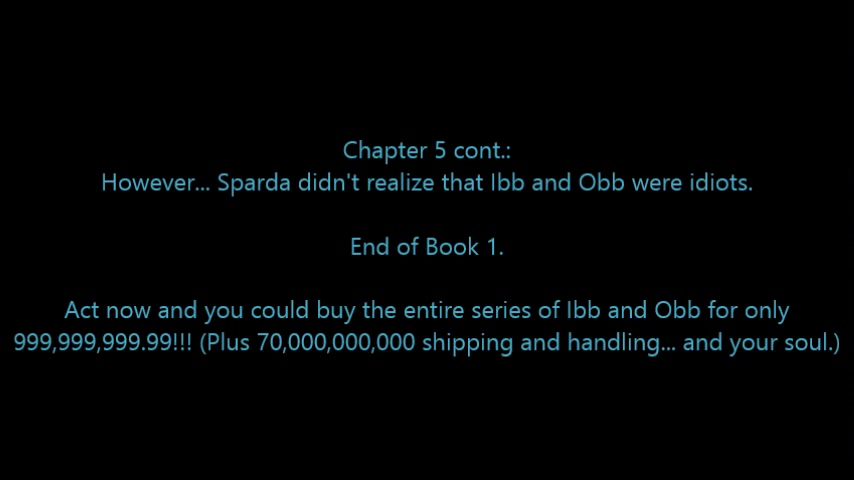 Chapter 5 cont.:
However... Sparda didn't realize that Ibb and Obb were idiots.
End of Book 1.
Act now and you could buy the entire series of Ibb and Obb for only
999,999,999.99!!! (Plus 70,000,000,000 shipping and handling... and your soul.)